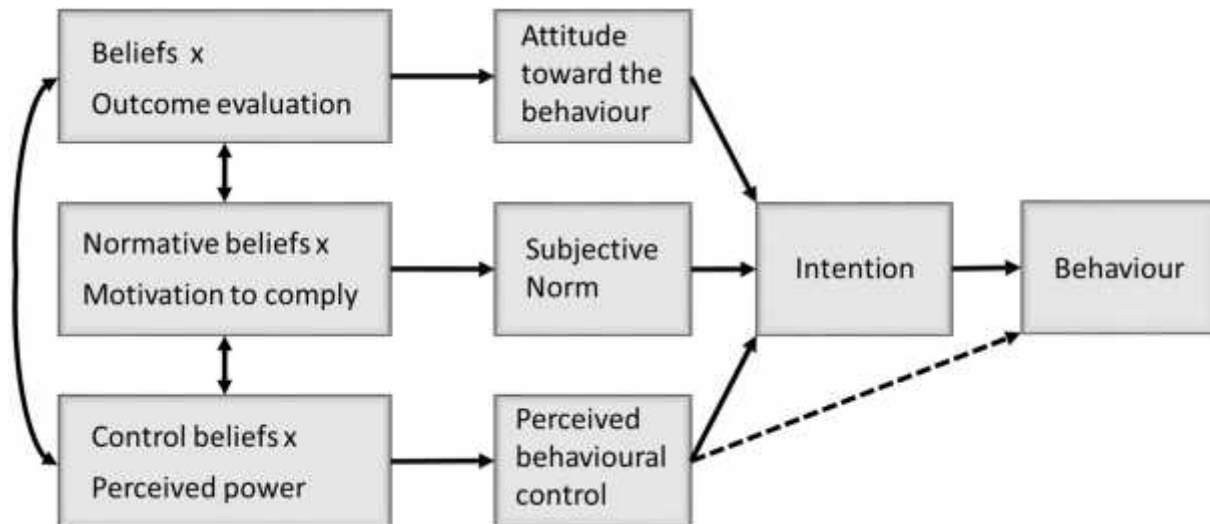 Beliefs x
Outcome evaluation
Attitude
toward the
behaviour
Normative beliefs x
Motivation to comply
Subjective
Norm
Intention
Behaviour
Control beliefs x
Perceived power
Perceived
behavioural
control